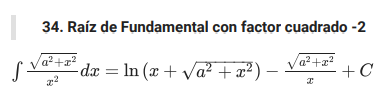 34. Raíz de Fundamental con factor cuadrado -2
∫ √(a²+x²)/x² dx = ln (x + √(a² + x²)) − √(a²+x²)/x + C